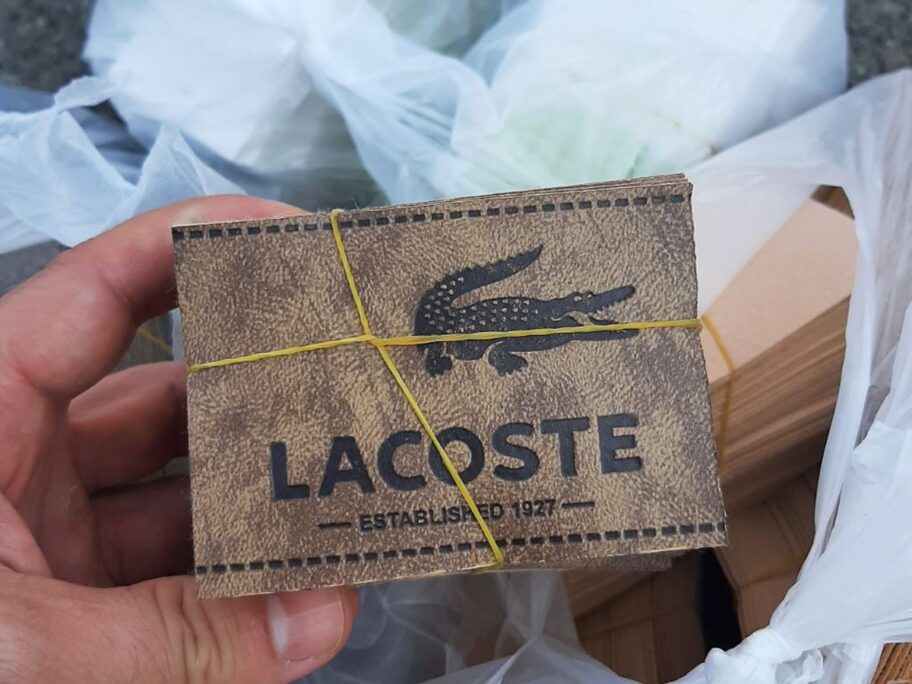 LACOSTE
— ESTABLISHED 1927 —